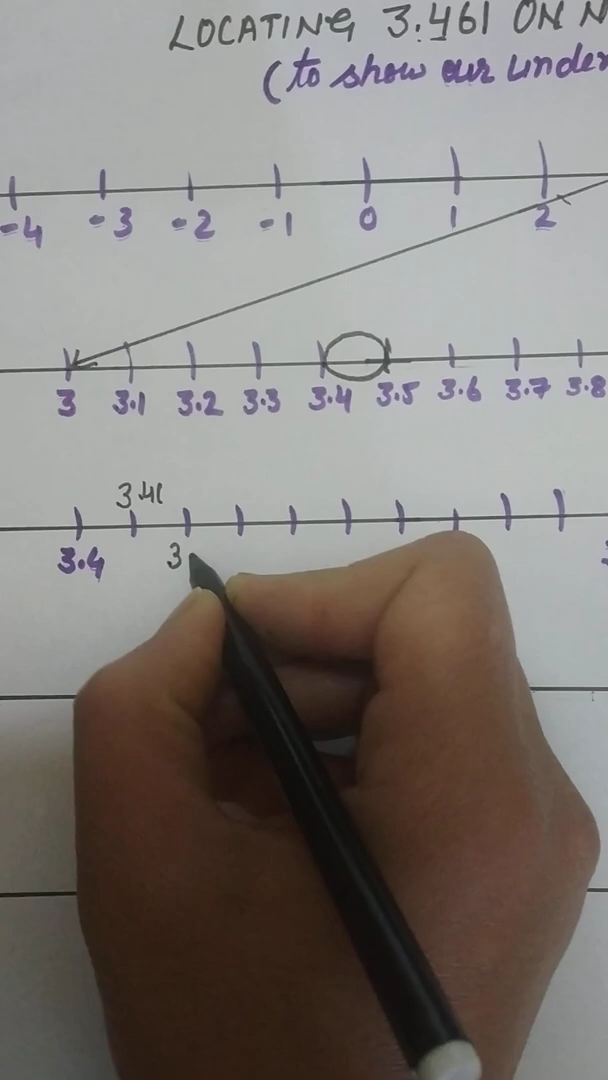 LOCATING 3.461 ON N
(to show our under
-4 -3 -2 -1 0 1 2
3 3.1 3.2 3.3 3.4 3.5 3.6 3.7 3.8
3.41
3.4 3